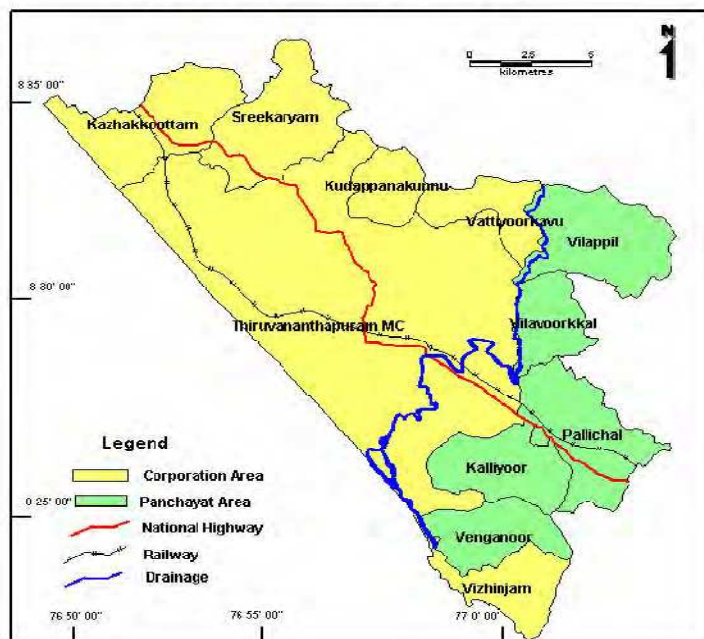 N
0 2.5 5
kilometres
8 35' 00"
Kazhakkoottam
Sreekaryam
Kudappanakunnu
Vattiyoorkavu
Vilappil
8 80' 00"
Thiruvananthapuram MC
Vilavoorkkal
Legend
Pallichal
Corporation Area
Kalliyoor
Panchayat Area
0 25' 00"
National Highway
Venganoor
Railway
Drainage
Vizhinjam
76 50' 00"
76 55' 00"
77 0' 00"